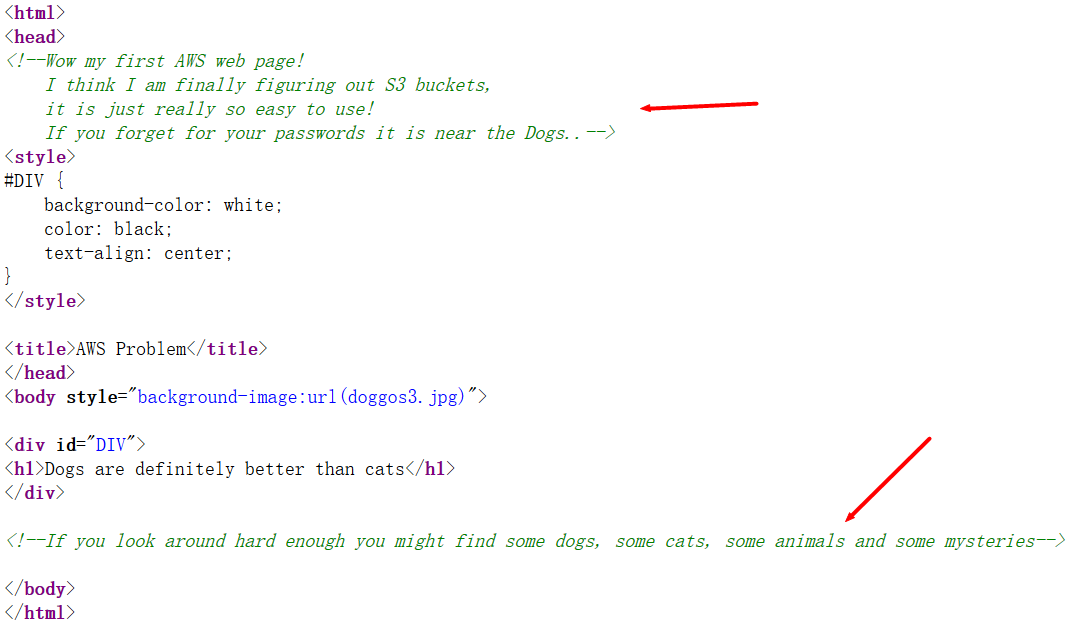 <html>
<head>
<!--Wow my first AWS web page!
I think I am finally figuring out S3 buckets,
it is just really so easy to use!
If you forget for your passwords it is near the Dogs..-->
<style>
#DIV {
background-color: white;
color: black;
text-align: center;
}
</style>
<title>AWS Problem</title>
</head>
<body style="background-image:url(doggos3.jpg)">
<div id="DIV">
<h1>Dogs are definitely better than cats</h1>
</div>
<!--If you look around hard enough you might find some dogs, some cats, some animals and some mysteries-->
</body>
</html>